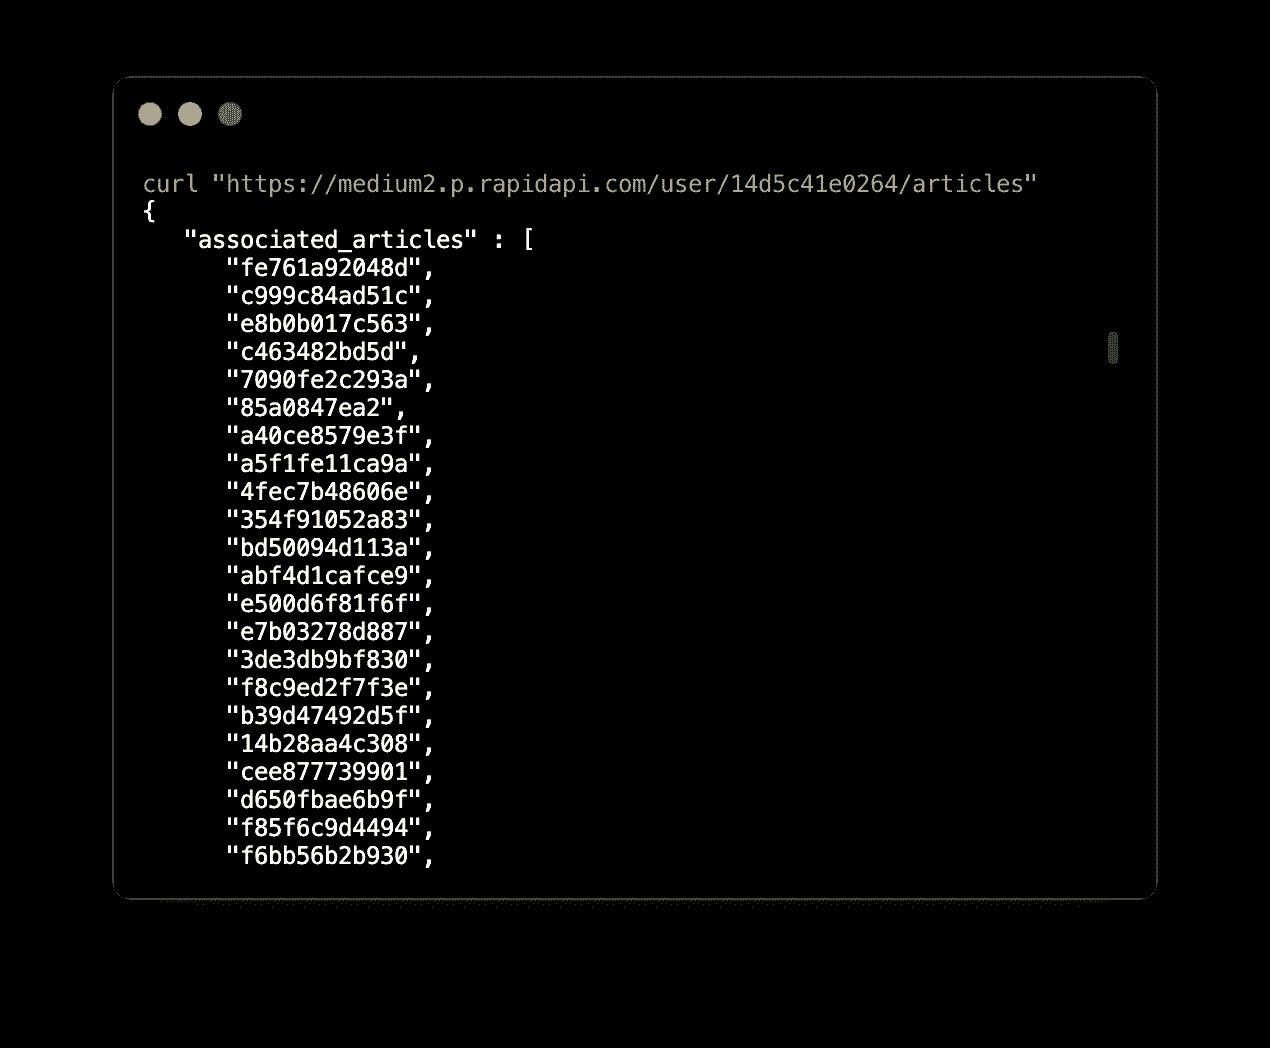 curl "https://medium2.p.rapidapi.com/user/14d5c41e0264/articles"
{
"associated_articles" : [
"fe761a92048d",
"c999c84ad51c",
"e8b0b017c563",
"c463482bd5d",
"7090fe2c293a",
"85a0847ea2",
"a40ce8579e3f",
"a5f1fe11ca9a",
"4fec7b48606e",
"354f91052a83",
"bd50094d113a",
"abf4d1cafce9",
"e500d6f81f6f",
"e7b03278d887",
"3de3db9bf830",
"f8c9ed2f7f3e",
"b39d47492d5f",
"14b28aa4c308",
"cee877739901",
"d650fbae6b9f",
"f85f6c9d4494",
"f6bb56b2b930",